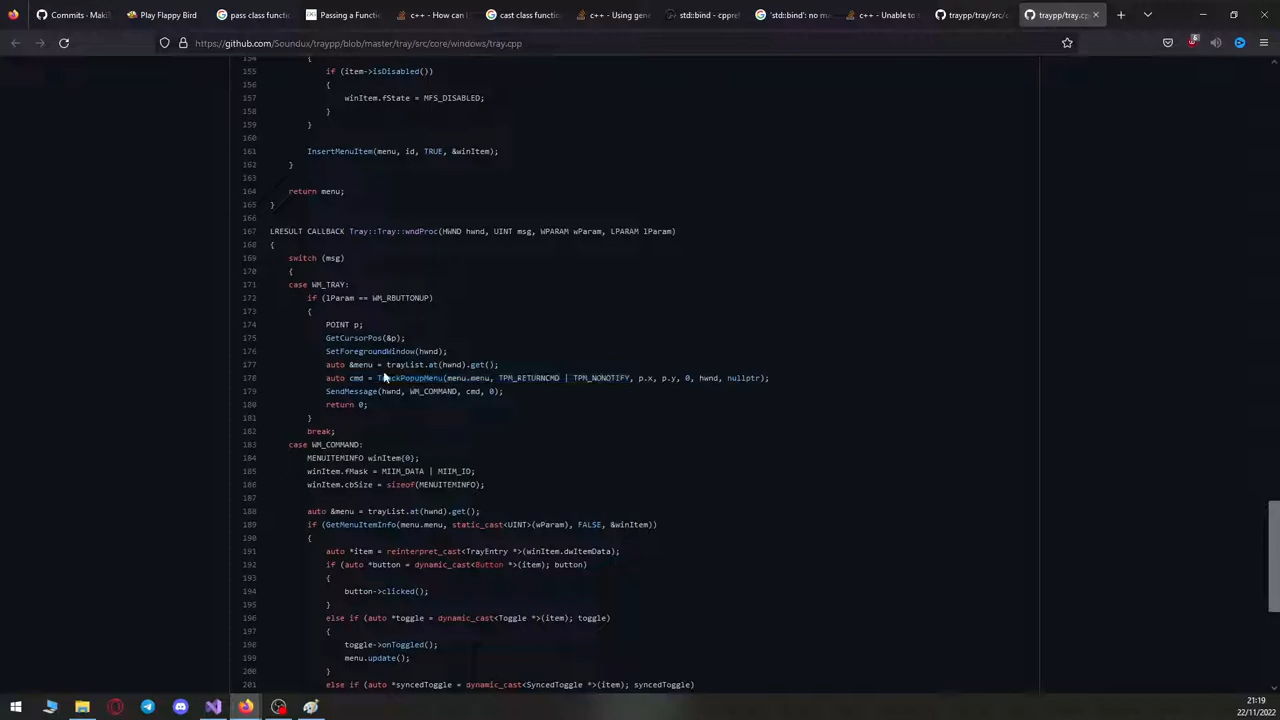 Commits · Mak
Play Flappy Bird
pass class functio
Passing a Functi
c++ - How can I
cast class functio
c++ - Using gene
std::bind - cppref
'std::bind': no ma
c++ - Unable to
traypp/tray/src/c
traypp/tray.cp
https://github.com/Soundux/traypp/blob/master/tray/src/core/windows/tray.cpp
154 {
155 if (item->isDisabled())
156 {
157 winItem.fState = MFS_DISABLED;
158 }
159 }
160
161 InsertMenuItem(menu, id, TRUE, &winItem);
162 }
163
164 return menu;
165 }
166
167 LRESULT CALLBACK Tray::Tray::wndProc(HWND hwnd, UINT msg, WPARAM wParam, LPARAM lParam)
168 {
169 switch (msg)
170 {
171 case WM_TRAY:
172 if (lParam == WM_RBUTTONUP)
173 {
174 POINT p;
175 GetCursorPos(&p);
176 SetForegroundWindow(hwnd);
177 auto &menu = trayList.at(hwnd).get();
178 auto cmd = TrackPopupMenu(menu.menu, TPM_RETURNCMD | TPM_NONOTIFY, p.x, p.y, 0, hwnd, nullptr);
179 SendMessage(hwnd, WM_COMMAND, cmd, 0);
180 return 0;
181 }
182 break;
183 case WM_COMMAND:
184 MENUITEMINFO winItem{0};
185 winItem.fMask = MIIM_DATA | MIIM_ID;
186 winItem.cbSize = sizeof(MENUITEMINFO);
187
188 auto &menu = trayList.at(hwnd).get();
189 if (GetMenuItemInfo(menu.menu, static_cast<UINT>(wParam), FALSE, &winItem))
190 {
191 auto *item = reinterpret_cast<TrayEntry *>(winItem.dwItemData);
192 if (auto *button = dynamic_cast<Button *>(item); button)
193 {
194 button->clicked();
195 }
196 else if (auto *toggle = dynamic_cast<Toggle *>(item); toggle)
197 {
198 toggle->onToggled();
199 menu.update();
200 }
201 else if (auto *syncedToggle = dynamic_cast<SyncedToggle *>(item); syncedToggle)
21:19
22/11/2022